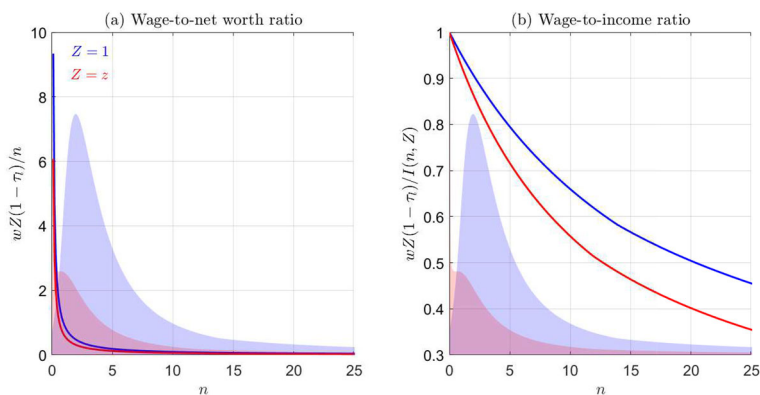 (a) Wage-to-net worth ratio
10
8
6
4
2
0
Z = 1
Z = z
wZ(1 − τ_l)/n
0 5 10 15 20 25
n
(b) Wage-to-income ratio
1
0.9
0.8
0.7
0.6
0.5
0.4
0.3
wZ(1 − τ_l)/I(n, Z)
0 5 10 15 20 25
n